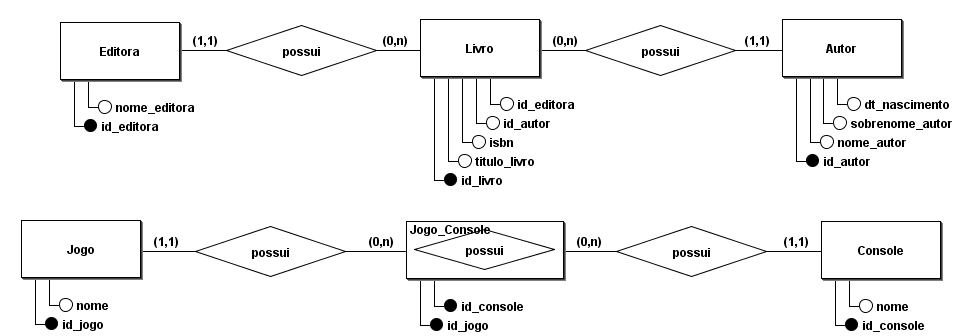 Editora (1,1) possui (0,n) Livro (0,n) possui (1,1) Autor
nome_editora
id_editora
id_editora
id_autor
isbn
titulo_livro
id_livro
dt_nascimento
sobrenome_autor
nome_autor
id_autor
Jogo (1,1) possui (0,n) Jogo_Console possui (0,n) possui (1,1) Console
nome
id_jogo
id_console
id_jogo
nome
id_console